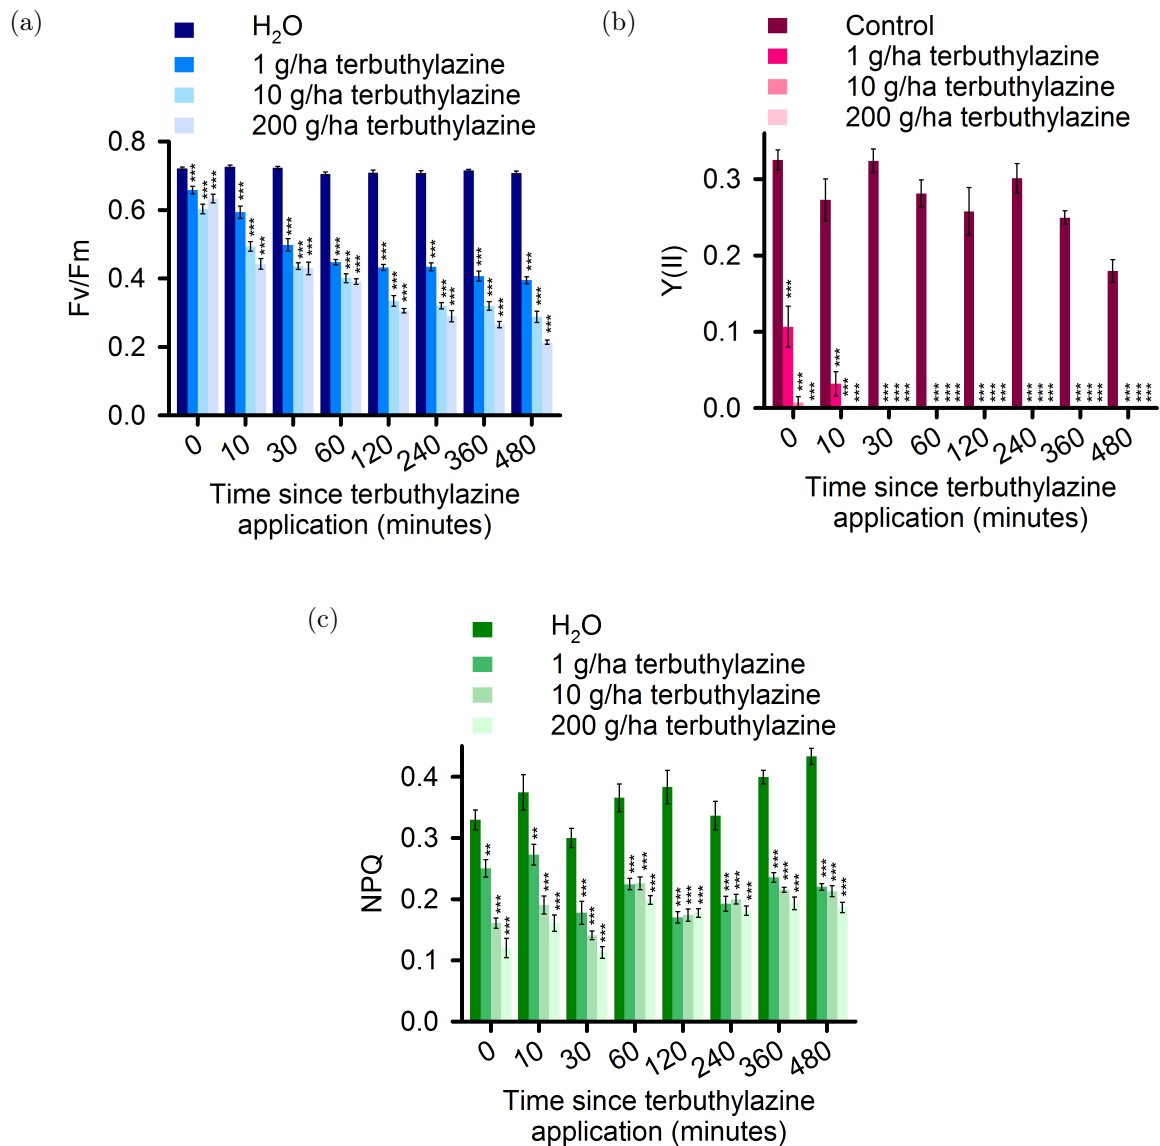 (a)
H₂O
1 g/ha terbuthylazine
10 g/ha terbuthylazine
200 g/ha terbuthylazine
0.8
0.6
0.4
0.2
0.0
Fv/Fm
*** *** ***
*** *** ***
*** *** ***
*** *** ***
*** *** ***
*** *** ***
*** *** ***
*** *** ***
0 10 30 60 120 240 360 480
Time since terbuthylazine
application (minutes)
(b)
Control
1 g/ha terbuthylazine
10 g/ha terbuthylazine
200 g/ha terbuthylazine
0.3
0.2
0.1
0.0
Y(II)
*** *** ***
*** *** ***
*** *** ***
*** *** ***
*** *** ***
*** *** ***
*** *** ***
*** *** ***
0 10 30 60 120 240 360 480
Time since terbuthylazine
application (minutes)
(c)
H₂O
1 g/ha terbuthylazine
10 g/ha terbuthylazine
200 g/ha terbuthylazine
0.4
0.3
0.2
0.1
0.0
NPQ
** *** ***
** *** ***
*** *** ***
*** *** ***
*** *** ***
*** *** ***
*** *** ***
*** *** ***
0 10 30 60 120 240 360 480
Time since terbuthylazine
application (minutes)